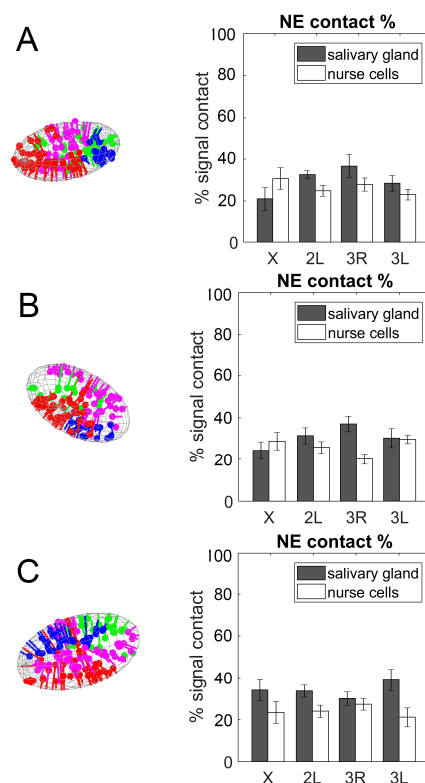 A
NE contact %
100
80
60
40
20
0
% signal contact
salivary gland
nurse cells
X 2L 3R 3L
B
NE contact %
100
80
60
40
20
0
% signal contact
salivary gland
nurse cells
X 2L 3R 3L
C
NE contact %
100
80
60
40
20
0
% signal contact
salivary gland
nurse cells
X 2L 3R 3L